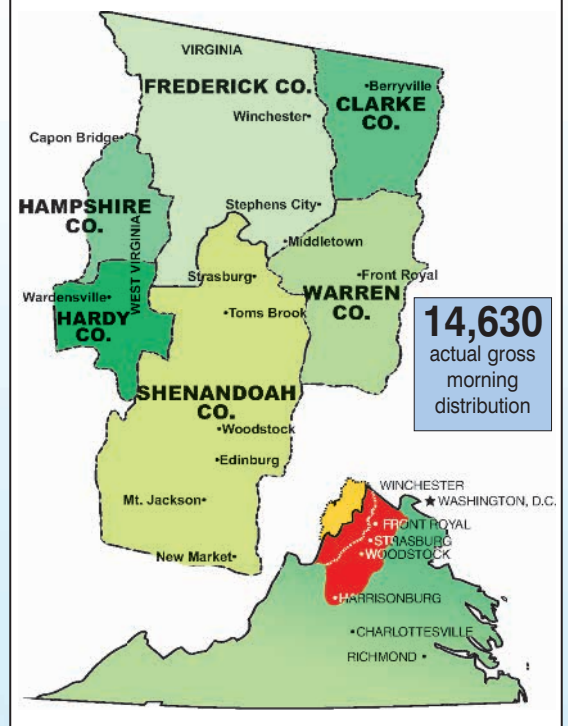 VIRGINIA
FREDERICK CO.
•Berryville
CLARKE
CO.
Winchester•
Capon Bridge•
HAMPSHIRE
CO.
WEST VIRGINIA
Stephens City•
•Middletown
Strasburg•
•Front Royal
WARREN
CO.
Wardensville•
HARDY
CO.
•Toms Brook
14,630
actual gross
morning
distribution
SHENANDOAH
CO.
•Woodstock
•Edinburg
Mt. Jackson•
New Market•
WINCHESTER
★WASHINGTON, D.C.
•FRONT ROYAL
•STRASBURG
•WOODSTOCK
•HARRISONBURG
•CHARLOTTESVILLE
RICHMOND •